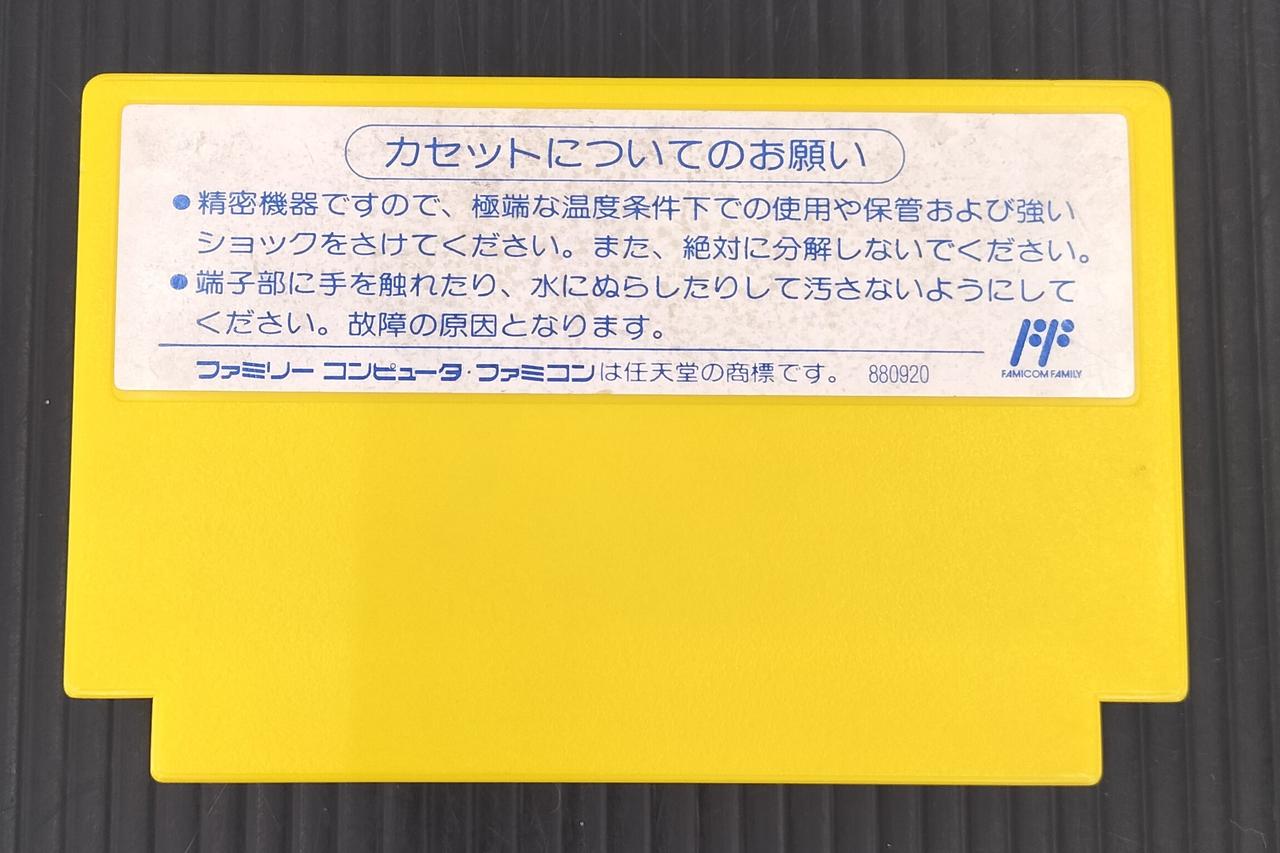 カセットについてのお願い
●精密機器ですので、極端な温度条件下での使用や保管および強い
ショックをさけてください。また、絶対に分解しないでください。
●端子部に手を触れたり、水にぬらしたりして汚さないようにして
ください。故障の原因となります。
ファミリー コンピュータ・ファミコンは任天堂の商標です。 880920
FAMICOM FAMILY